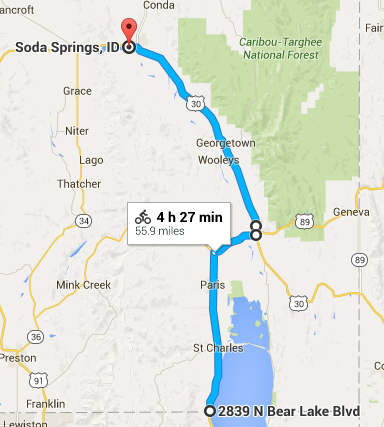 ancroft
Conda
Soda Springs, ID
Caribou-Targhee
National Forest
Fair
Grace
30
Niter
Georgetown
Wooleys
Lago
Thatcher
4 h 27 min
55.9 miles
34
89
Geneva
89
Mink Creek
Paris
30
36
St Charles
Preston
91
Franklin
2839 N Bear Lake Blvd
Lewiston